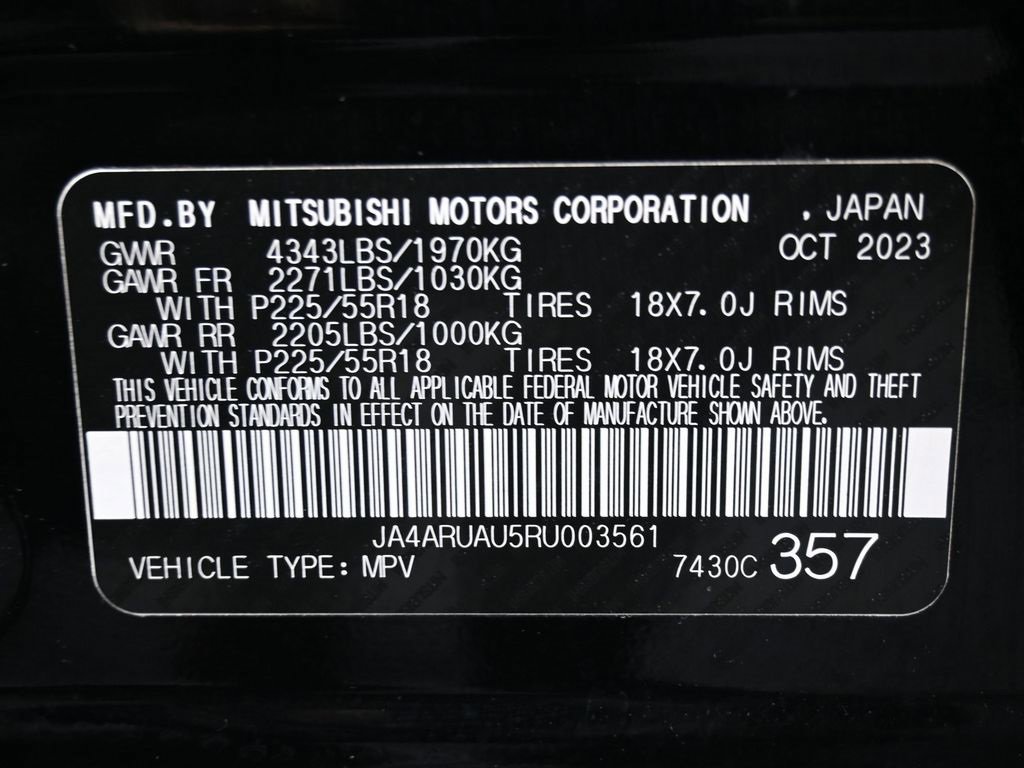 MFD.BY MITSUBISHI MOTORS CORPORATION , JAPAN
GVWR 4343LBS/1970KG OCT 2023
GAWR FR 2271LBS/1030KG
WITH P225/55R18 TIRES 18X7.0J RIMS
GAWR RR 2205LBS/1000KG
WITH P225/55R18 TIRES 18X7.0J RIMS
THIS VEHICLE CONFORMS TO ALL APPLICABLE FEDERAL MOTOR VEHICLE SAFETY AND THEFT
PREVENTION STANDARDS IN EFFECT ON THE DATE OF MANUFACTURE SHOWN ABOVE.
JA4ARUAU5RU003561
VEHICLE TYPE: MPV 7430C 357